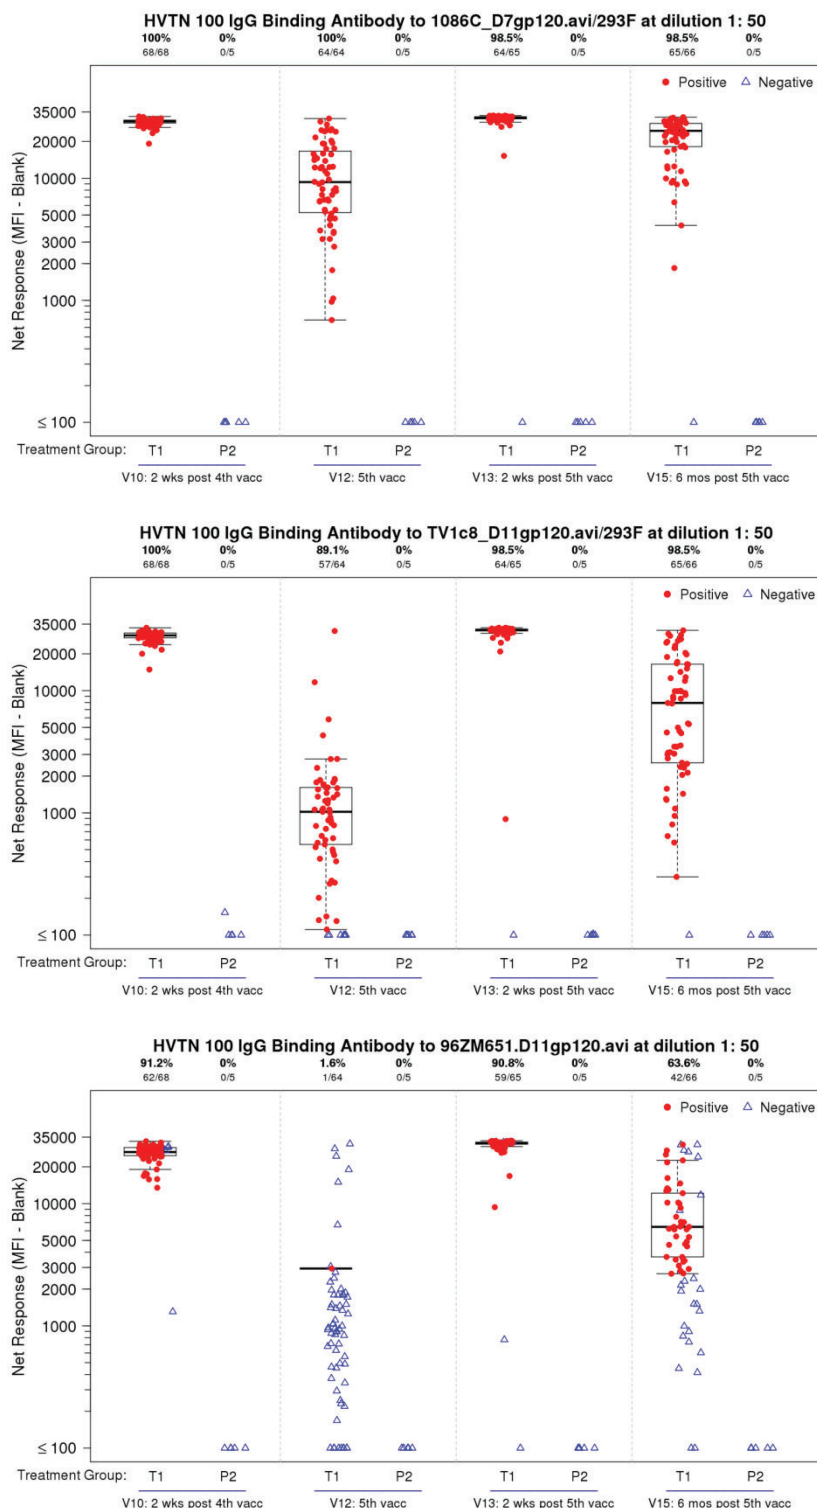 HVTN 100 IgG Binding Antibody to 1086C_D7gp120.avi/293F at dilution 1: 50
100% 0% 100% 0% 98.5% 0% 98.5% 0%
68/68 0/5 64/64 0/5 64/65 0/5 65/66 0/5
Positive Negative
35000
20000
10000
5000
3000
2000
1000
≤ 100
Net Response (MFI - Blank)
Treatment Group: T1 P2 T1 P2 T1 P2 T1 P2
V10: 2 wks post 4th vacc V12: 5th vacc V13: 2 wks post 5th vacc V15: 6 mos post 5th vacc
HVTN 100 IgG Binding Antibody to TV1c8_D11gp120.avi/293F at dilution 1: 50
100% 0% 89.1% 0% 98.5% 0% 98.5% 0%
68/68 0/5 57/64 0/5 64/65 0/5 65/66 0/5
Positive Negative
35000
20000
10000
5000
3000
2000
1000
≤ 100
Net Response (MFI - Blank)
Treatment Group: T1 P2 T1 P2 T1 P2 T1 P2
V10: 2 wks post 4th vacc V12: 5th vacc V13: 2 wks post 5th vacc V15: 6 mos post 5th vacc
HVTN 100 IgG Binding Antibody to 96ZM651.D11gp120.avi at dilution 1: 50
91.2% 0% 1.6% 0% 90.8% 0% 63.6% 0%
62/68 0/5 1/64 0/5 59/65 0/5 42/66 0/5
Positive Negative
35000
20000
10000
5000
3000
2000
1000
≤ 100
Net Response (MFI - Blank)
Treatment Group: T1 P2 T1 P2 T1 P2 T1 P2
V10: 2 wks post 4th vacc V12: 5th vacc V13: 2 wks post 5th vacc V15: 6 mos post 5th vacc